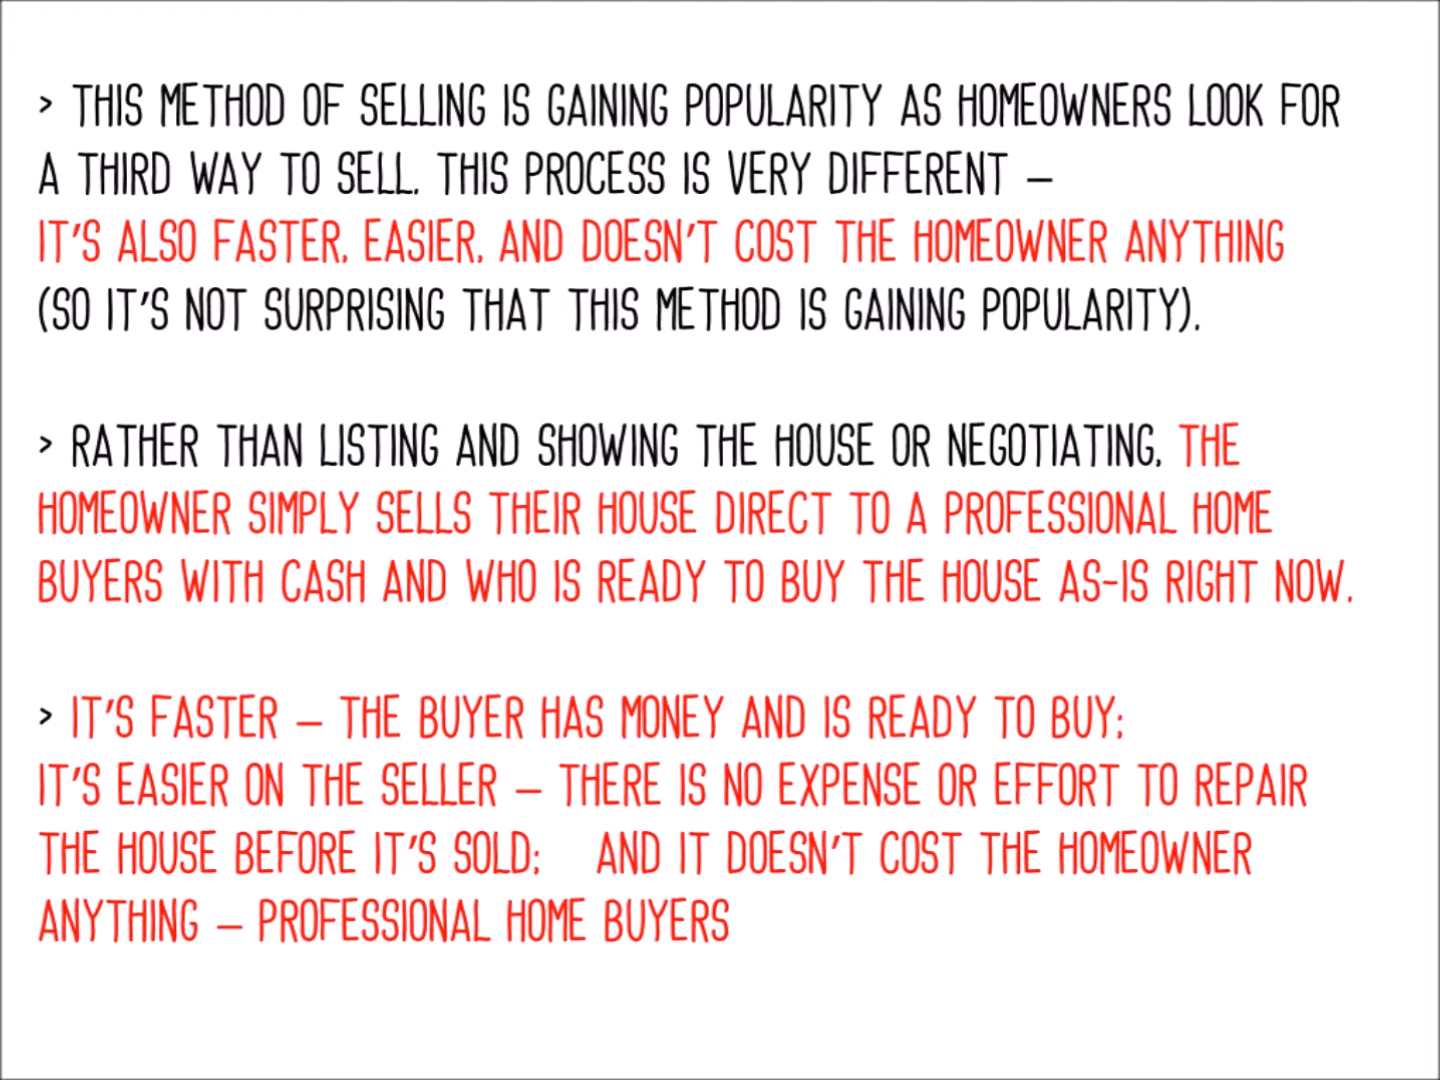 > THIS METHOD OF SELLING IS GAINING POPULARITY AS HOMEOWNERS LOOK FOR
A THIRD WAY TO SELL. THIS PROCESS IS VERY DIFFERENT –
IT'S ALSO FASTER, EASIER, AND DOESN'T COST THE HOMEOWNER ANYTHING
(SO IT'S NOT SURPRISING THAT THIS METHOD IS GAINING POPULARITY).
> RATHER THAN LISTING AND SHOWING THE HOUSE OR NEGOTIATING, THE
HOMEOWNER SIMPLY SELLS THEIR HOUSE DIRECT TO A PROFESSIONAL HOME
BUYERS WITH CASH AND WHO IS READY TO BUY THE HOUSE AS-IS RIGHT NOW.
> IT'S FASTER – THE BUYER HAS MONEY AND IS READY TO BUY;
IT'S EASIER ON THE SELLER – THERE IS NO EXPENSE OR EFFORT TO REPAIR
THE HOUSE BEFORE IT'S SOLD; AND IT DOESN'T COST THE HOMEOWNER
ANYTHING – PROFESSIONAL HOME BUYERS